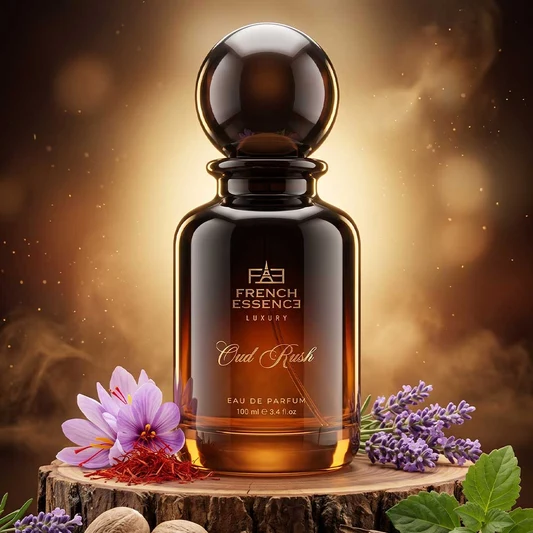 FRENCH
ESSENCE
LUXURY
Oud Rush
EAU DE PARFUM
100 ml ℮ 3.4 fl.oz